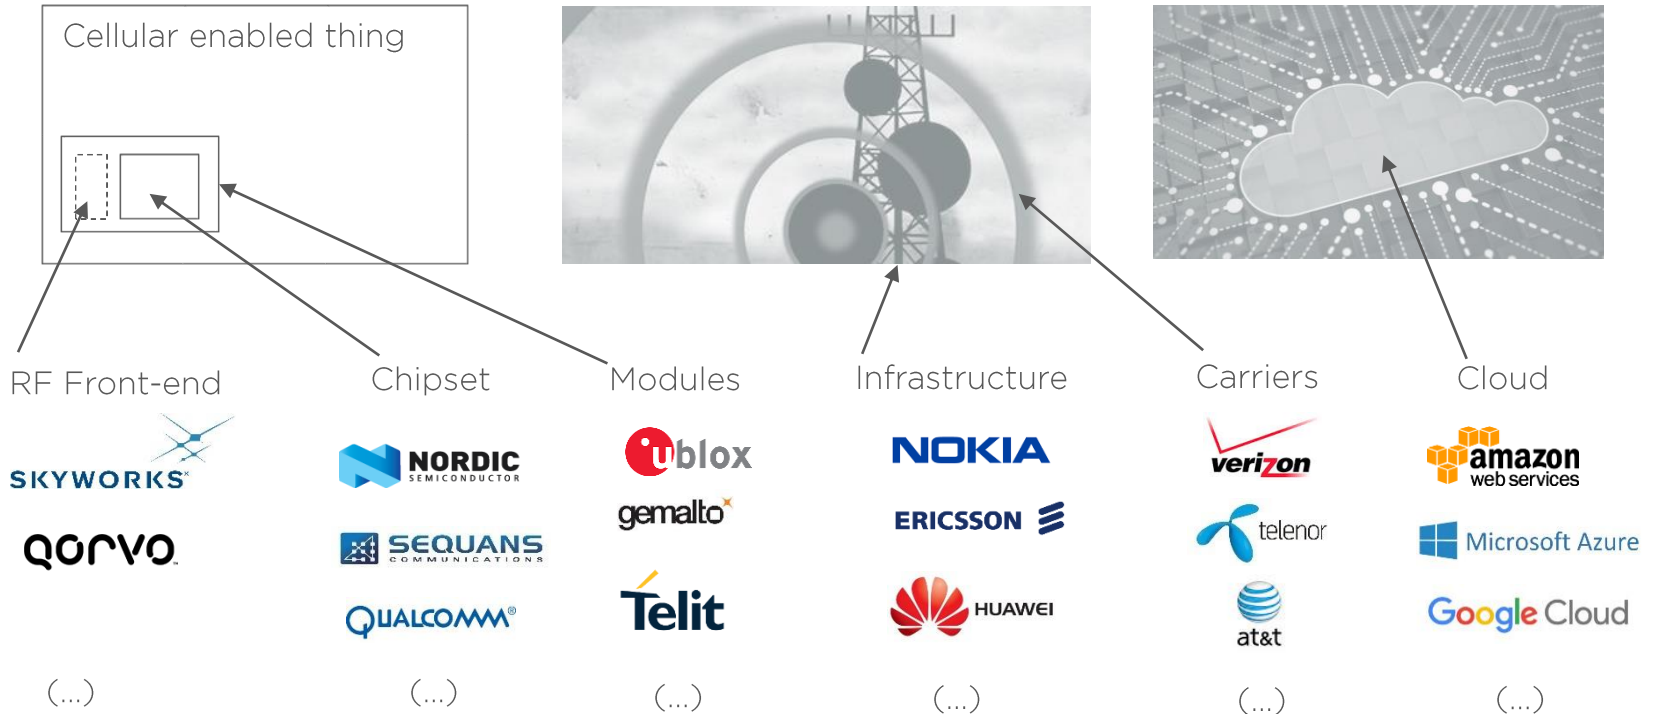 Cellular enabled thing
RF Front-end
SKYWORKS
QORVO
(...)
Chipset
NORDIC
SEMICONDUCTOR
SEQUANS
COMMUNICATIONS
QUALCOMM®
(...)
Modules
ublox
gemalto
Telit
(...)
Infrastructure
NOKIA
ERICSSON
HUAWEI
(...)
Carriers
verizon
telenor
at&t
(...)
Cloud
amazon
web services
Microsoft Azure
Google Cloud
(...)